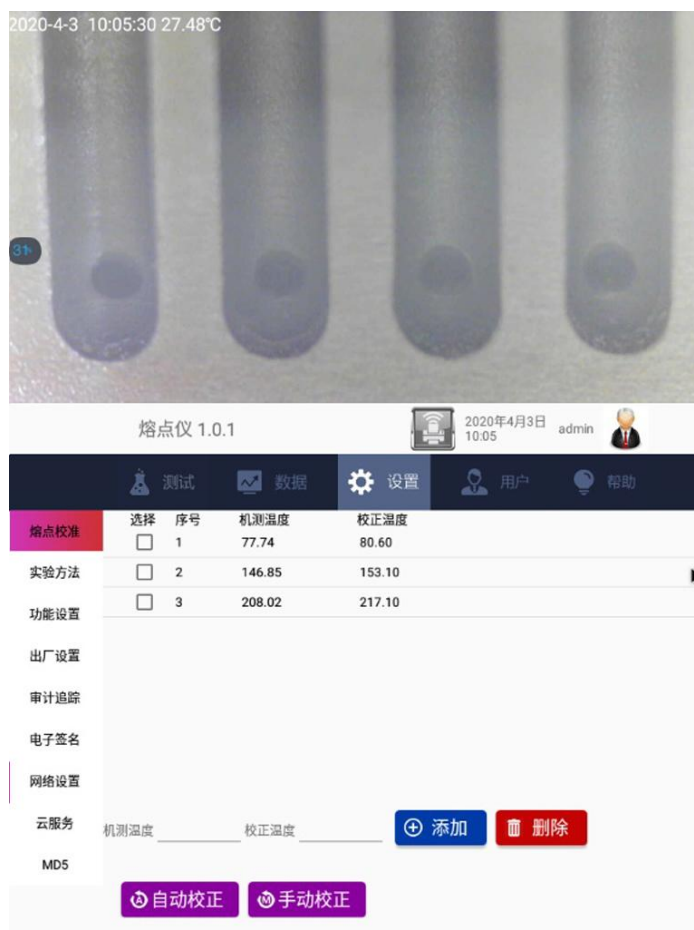 2020-4-3 10:05:30 27.48℃
31
熔点仪 1.0.1
2020年4月3日
10:05
admin
测试
数据
设置
用户
帮助
熔点校准
实验方法
功能设置
出厂设置
审计追踪
电子签名
网络设置
云服务
MD5
选择 序号 机测温度 校正温度
1 77.74 80.60
2 146.85 153.10
3 208.02 217.10
机测温度 校正温度 添加 删除
A 自动校正 M 手动校正